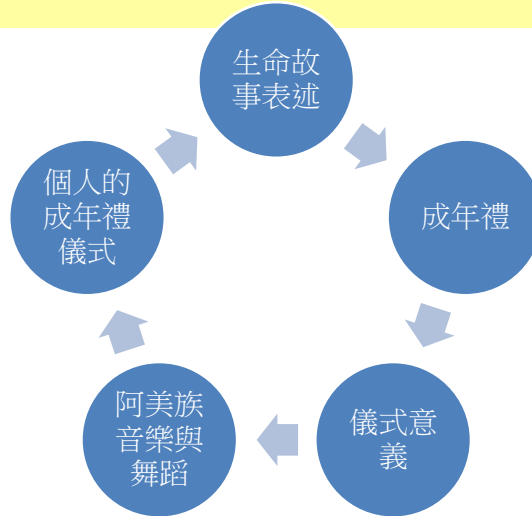 生命故
事表述
成年禮
儀式意
義
阿美族
音樂與
舞蹈
個人的
成年禮
儀式